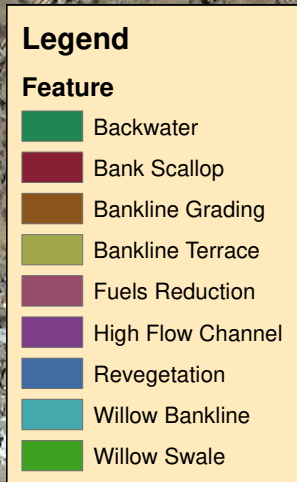 Legend
Feature
Backwater
Bank Scallop
Bankline Grading
Bankline Terrace
Fuels Reduction
High Flow Channel
Revegetation
Willow Bankline
Willow Swale